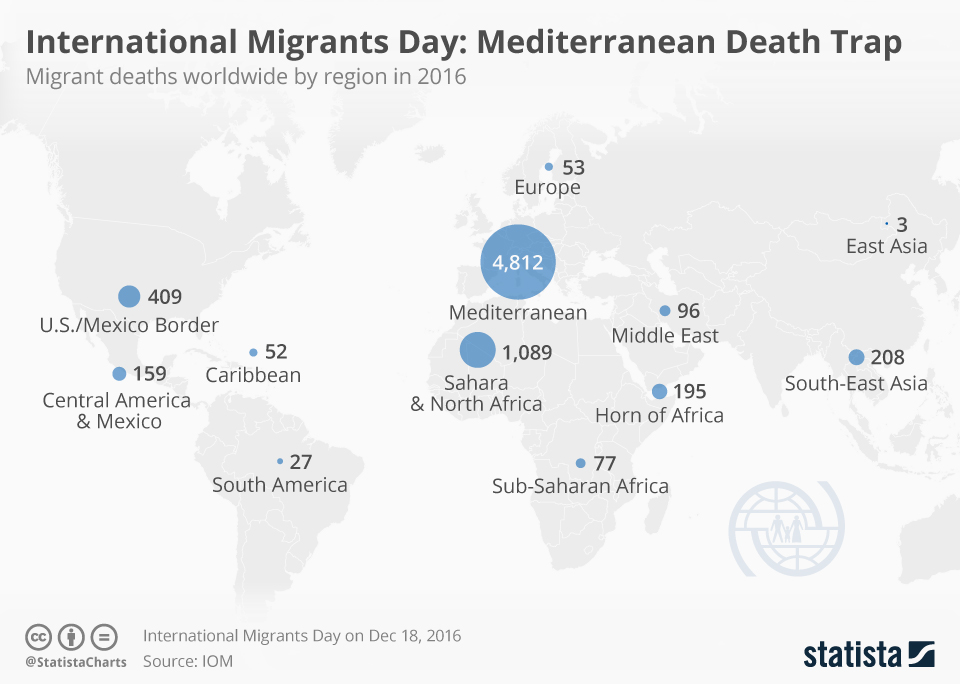 International Migrants Day: Mediterranean Death Trap
Migrant deaths worldwide by region in 2016
53
Europe
3
East Asia
4,812
Mediterranean
409
U.S./Mexico Border
96
Middle East
52
Caribbean
1,089
Sahara
& North Africa
208
South-East Asia
159
Central America
& Mexico
195
Horn of Africa
27
South America
77
Sub-Saharan Africa
cc
@StatistaCharts
International Migrants Day on Dec 18, 2016
Source: IOM
statista